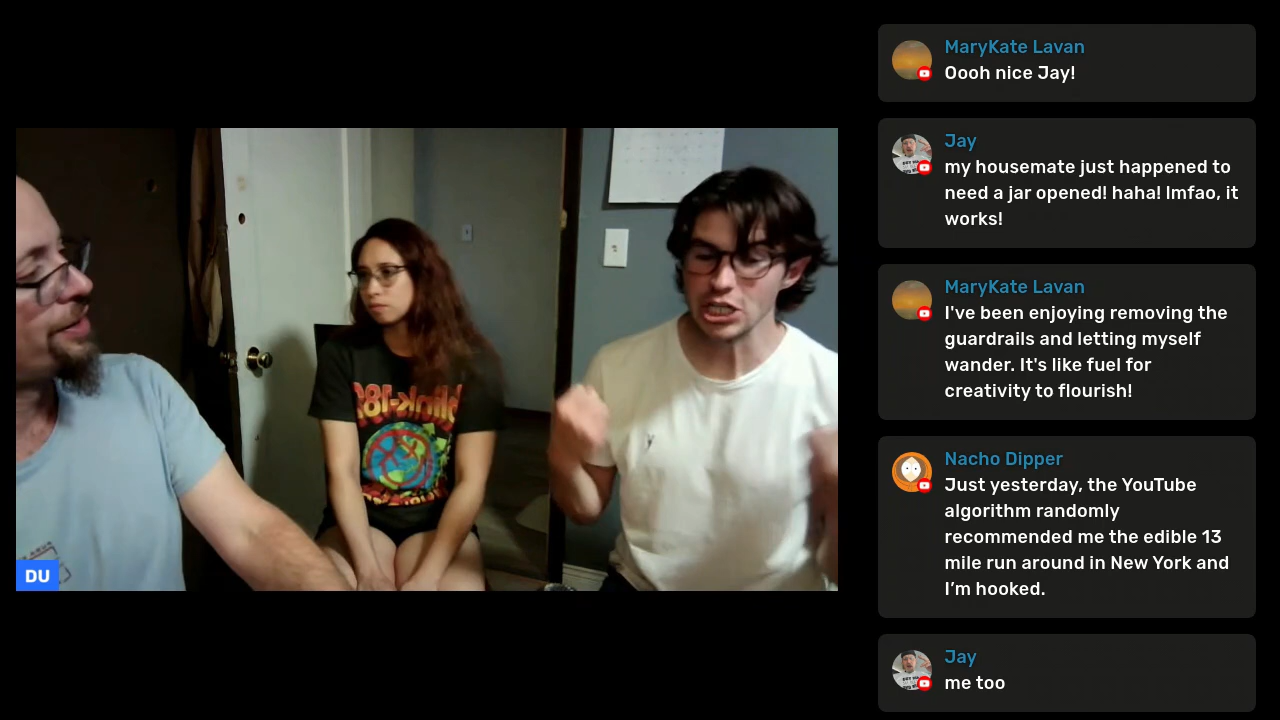 MaryKate Lavan
Oooh nice Jay!
Jay
my housemate just happened to
need a jar opened! haha! lmfao, it
works!
MaryKate Lavan
I've been enjoying removing the
guardrails and letting myself
wander. It's like fuel for
creativity to flourish!
Nacho Dipper
Just yesterday, the YouTube
algorithm randomly
recommended me the edible 13
mile run around in New York and
I'm hooked.
Jay
me too
blink-182
DU